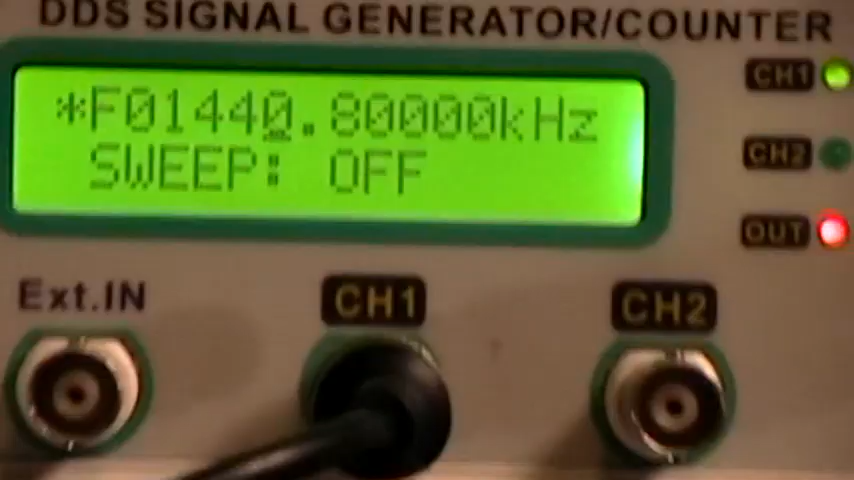 DDS SIGNAL GENERATOR/COUNTER
*F01440.80000kHz
SWEEP: OFF
CH1
CH2
OUT
Ext.IN
CH1
CH2